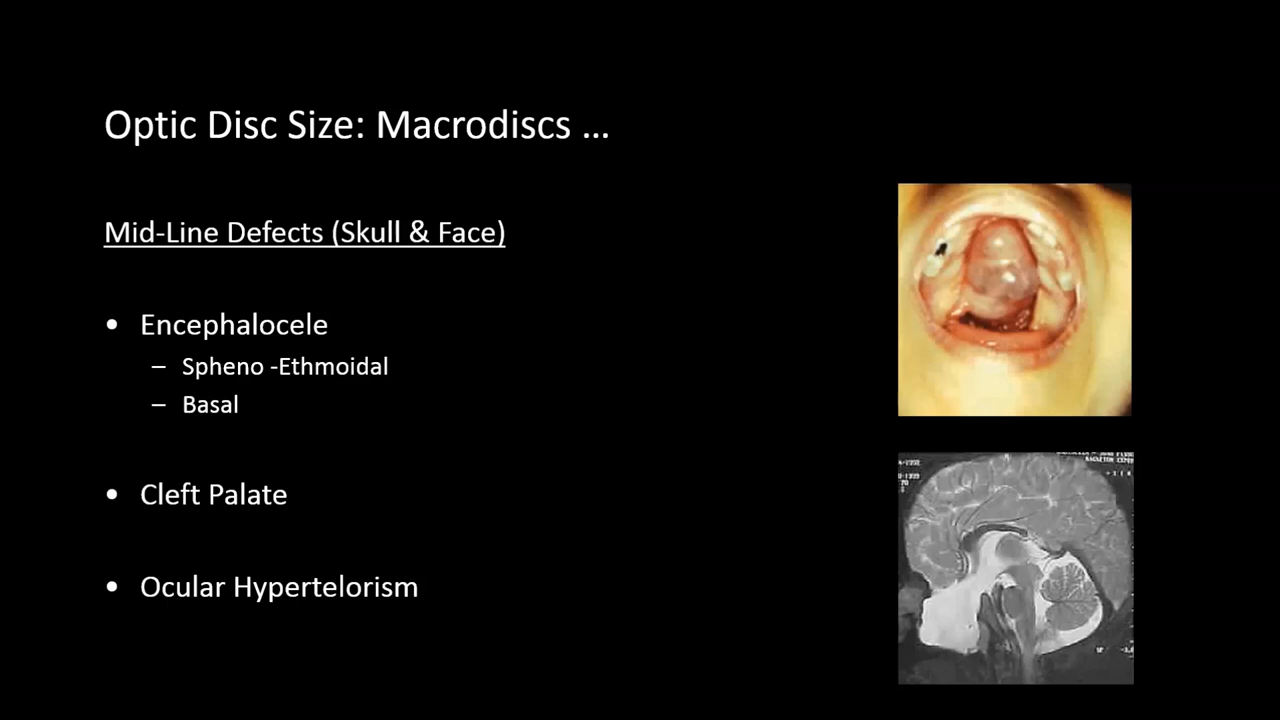 Optic Disc Size: Macrodiscs ...
Mid-Line Defects (Skull & Face)
• Encephalocele
– Spheno -Ethmoidal
– Basal
• Cleft Palate
• Ocular Hypertelorism